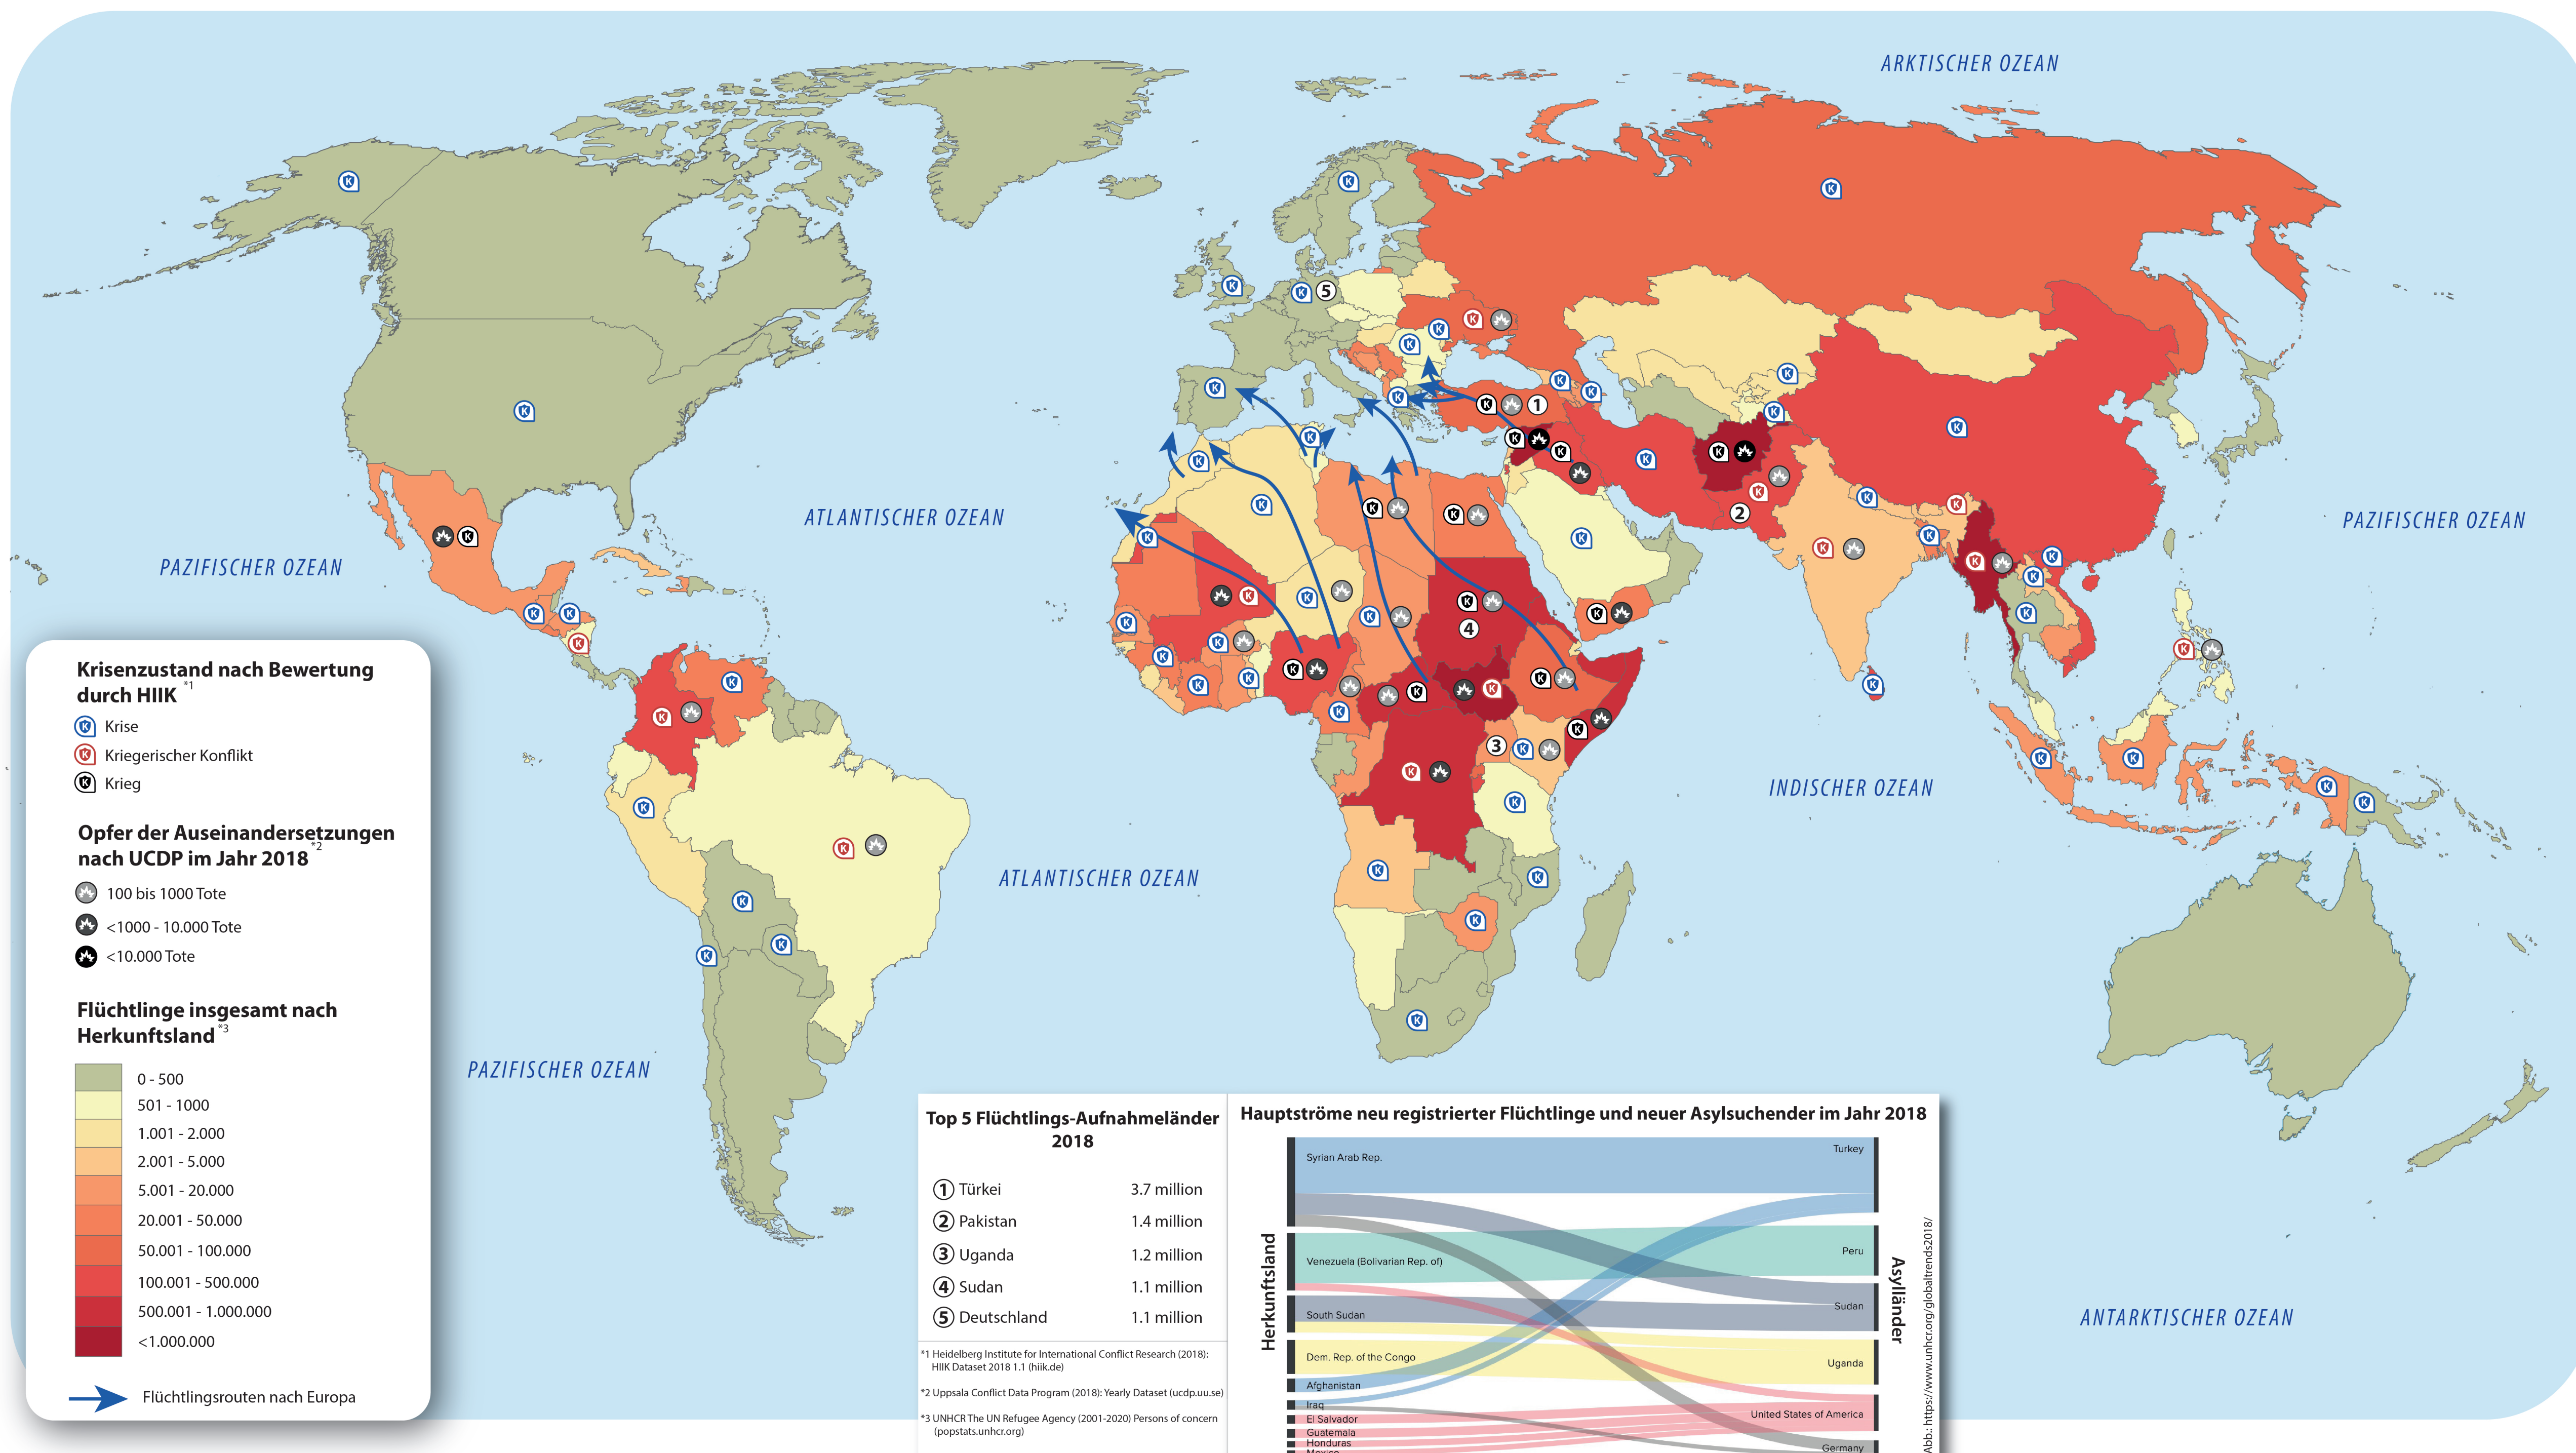 ARKTISCHER OZEAN
ATLANTISCHER OZEAN
PAZIFISCHER OZEAN
PAZIFISCHER OZEAN
INDISCHER OZEAN
ATLANTISCHER OZEAN
PAZIFISCHER OZEAN
ANTARKTISCHER OZEAN
5
1
2
4
3
Krisenzustand nach Bewertung
durch HIIK *1
K Krise
K Kriegerischer Konflikt
K Krieg
Opfer der Auseinandersetzungen
nach UCDP im Jahr 2018 *2
100 bis 1000 Tote
<1000 - 10.000 Tote
<10.000 Tote
Flüchtlinge insgesamt nach
Herkunftsland *3
0 - 500
501 - 1000
1.001 - 2.000
2.001 - 5.000
5.001 - 20.000
20.001 - 50.000
50.001 - 100.000
100.001 - 500.000
500.001 - 1.000.000
<1.000.000
Flüchtlingsrouten nach Europa
Top 5 Flüchtlings-Aufnahmeländer
2018
1 Türkei 3.7 million
2 Pakistan 1.4 million
3 Uganda 1.2 million
4 Sudan 1.1 million
5 Deutschland 1.1 million
*1 Heidelberg Institute for International Conflict Research (2018):
HIIK Dataset 2018 1.1 (hiik.de)
*2 Uppsala Conflict Data Program (2018): Yearly Dataset (ucdp.uu.se)
*3 UNHCR The UN Refugee Agency (2001-2020) Persons of concern
(popstats.unhcr.org)
Hauptströme neu registrierter Flüchtlinge und neuer Asylsuchender im Jahr 2018
Herkunftsland
Syrian Arab Rep.
Venezuela (Bolivarian Rep. of)
South Sudan
Dem. Rep. of the Congo
Afghanistan
Iraq
El Salvador
Guatemala
Honduras
Mexico
Turkey
Peru
Sudan
Uganda
United States of America
Germany
Asylländer
Abb.: https://www.unhcr.org/globaltrends2018/